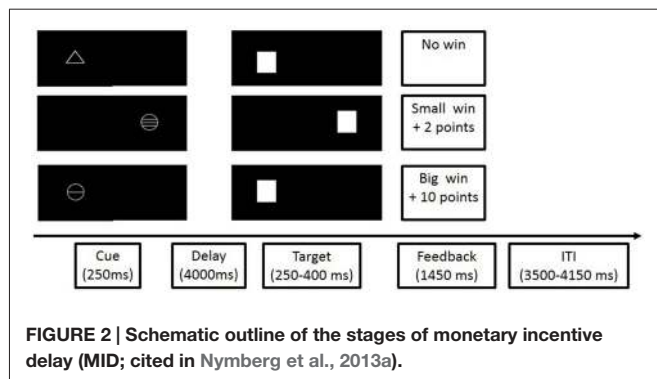 No win
Small win
+ 2 points
Big win
+ 10 points
Cue
(250ms)
Delay
(4000ms)
Target
(250-400 ms)
Feedback
(1450 ms)
ITI
(3500-4150 ms)
FIGURE 2 | Schematic outline of the stages of monetary incentive
delay (MID; cited in Nymberg et al., 2013a).